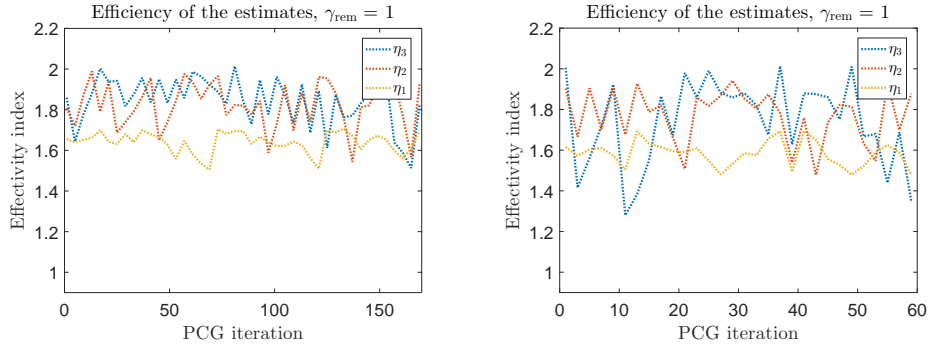 Efficiency of the estimates, γrem = 1
2.2
2
1.8
1.6
1.4
1.2
1
Effectivity index
η3
η2
η1
0 50 100 150
PCG iteration
Efficiency of the estimates, γrem = 1
2.2
2
1.8
1.6
1.4
1.2
1
Effectivity index
η3
η2
η1
0 10 20 30 40 50 60
PCG iteration